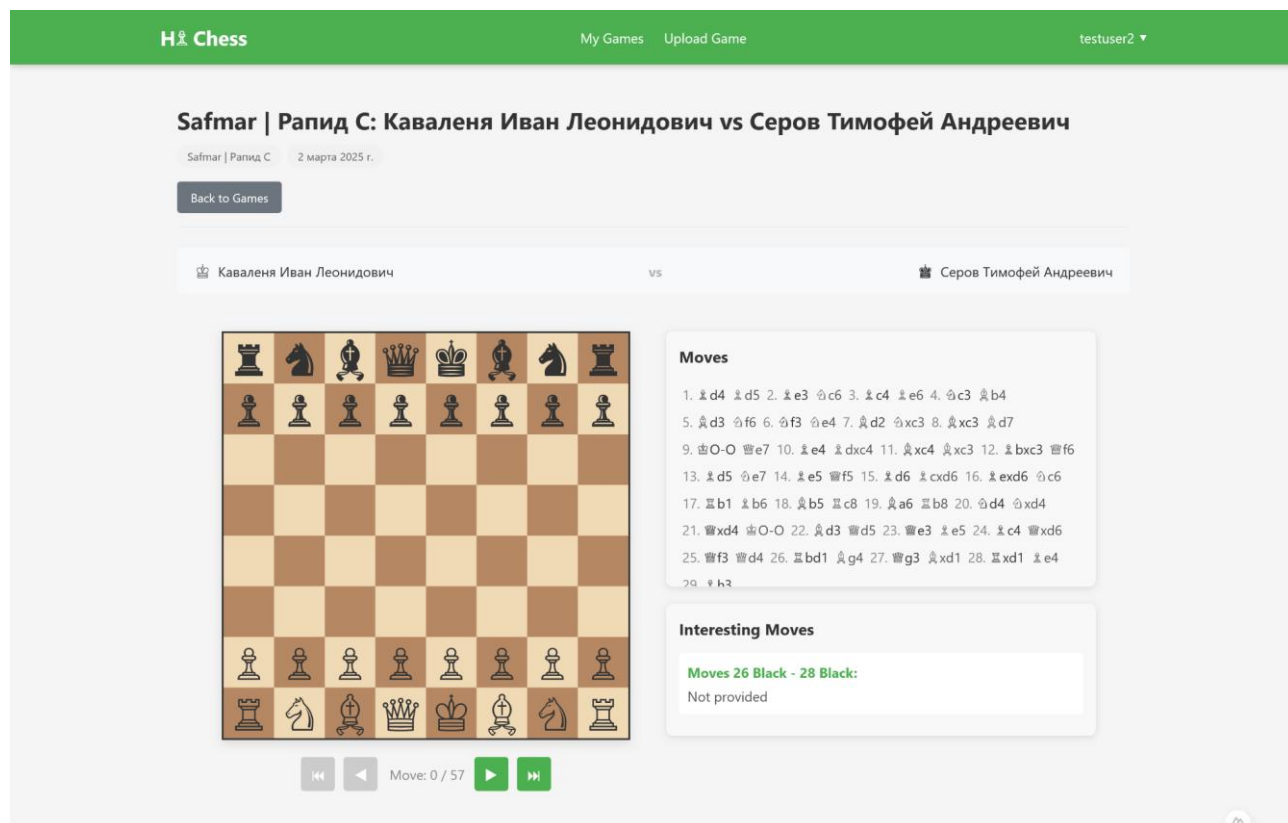 H♗ Chess
My Games Upload Game
testuser2 ▼
Safmar | Рапид C: Каваленя Иван Леонидович vs Серов Тимофей Андреевич
Safmar | Рапид C 2 марта 2025 г.
Back to Games
♔ Каваленя Иван Леонидович vs ♚ Серов Тимофей Андреевич
Moves
1. ♗d4 ♗d5 2. ♗e3 ♘c6 3. ♗c4 ♗e6 4. ♘c3 ♗b4
5. ♗d3 ♘f6 6. ♘f3 ♘e4 7. ♗d2 ♘xc3 8. ♗xc3 ♗d7
9. ♔O-O ♕e7 10. ♙e4 ♙dxc4 11. ♗xc4 ♗xc3 12. ♙bxc3 ♕f6
13. ♙d5 ♘e7 14. ♙e5 ♕f5 15. ♙d6 ♙cxd6 16. ♙exd6 ♘c6
17. ♖b1 ♙b6 18. ♗b5 ♖c8 19. ♗a6 ♖b8 20. ♘d4 ♘xd4
21. ♕xd4 ♔O-O 22. ♗d3 ♕d5 23. ♕e3 ♙e5 24. ♙c4 ♕xd6
25. ♕f3 ♕d4 26. ♖bd1 ♗g4 27. ♕g3 ♗xd1 28. ♖xd1 ♙e4
29. ♙h3
Interesting Moves
Moves 26 Black - 28 Black:
Not provided
Move: 0 / 57